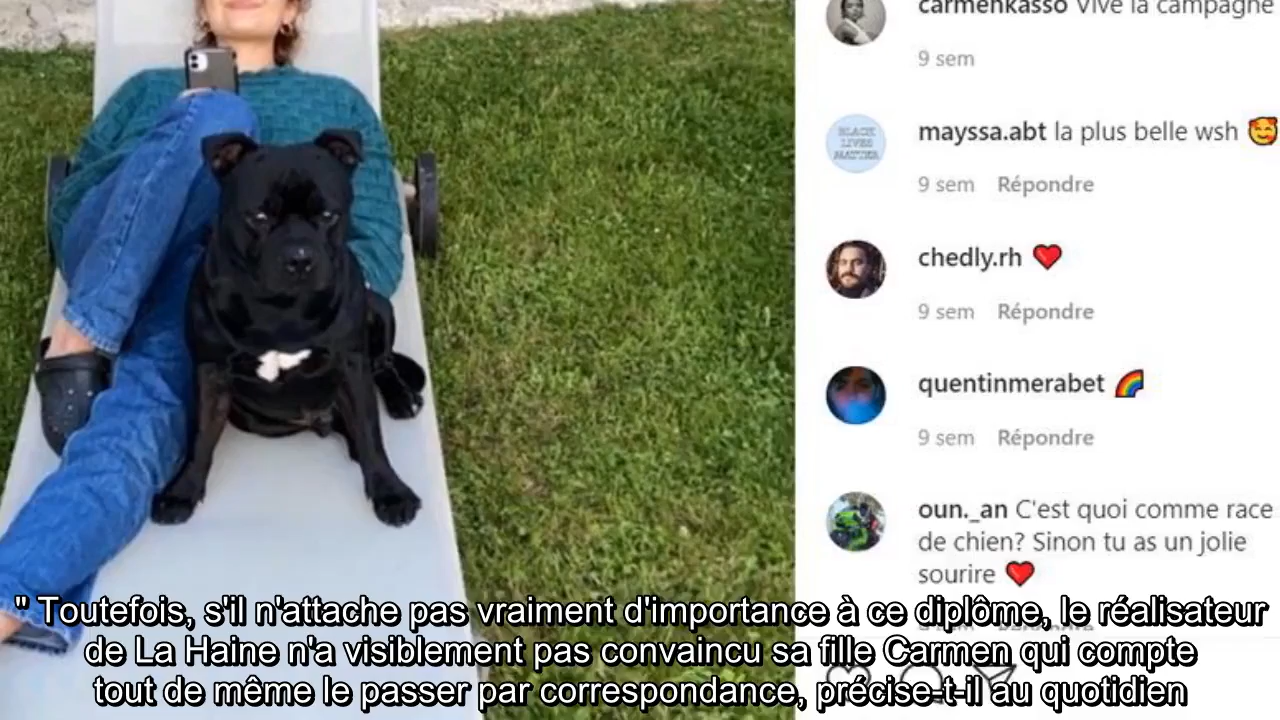 carmenkasso Vive la campagne
9 sem
BLACK
LIVES
MATTER
mayssa.abt la plus belle wsh 🥰
9 sem Répondre
chedly.rh ❤️
9 sem Répondre
quentinmerabet 🌈
9 sem Répondre
oun._an C'est quoi comme race
de chien? Sinon tu as un jolie
sourire ❤️
" Toutefois, s'il n'attache pas vraiment d'importance à ce diplôme, le réalisateur
de La Haine n'a visiblement pas convaincu sa fille Carmen qui compte
tout de même le passer par correspondance, précise-t-il au quotidien